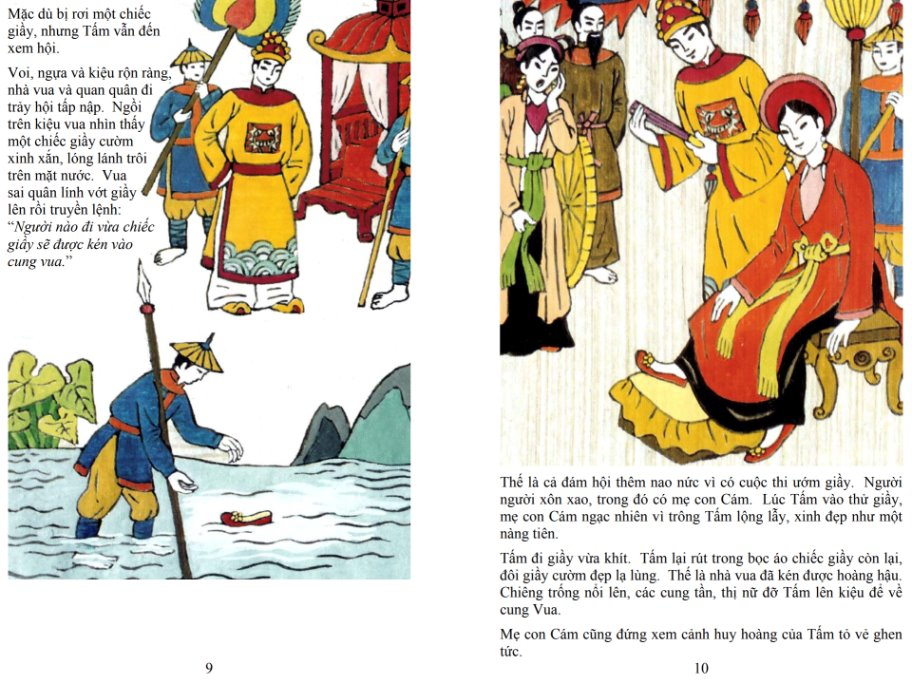 Mặc dù bị rơi một chiếc
giầy, nhưng Tấm vẫn đến
xem hội.
Voi, ngựa và kiệu rộn ràng,
nhà vua và quan quân đi
trảy hội tấp nập. Ngồi
trên kiệu vua nhìn thấy
một chiếc giầy cườm
xinh xắn, lóng lánh trôi
trên mặt nước. Vua
sai quân lính vớt giầy
lên rồi truyền lệnh:
“Người nào đi vừa chiếc
giầy sẽ được kén vào
cung vua.”
9
Thế là cả đám hội thêm nao nức vì có cuộc thi ướm giầy. Người
người xôn xao, trong đó có mẹ con Cám. Lúc Tấm vào thử giầy,
mẹ con Cám ngạc nhiên vì trông Tấm lộng lẫy, xinh đẹp như một
nàng tiên.
Tấm đi giầy vừa khít. Tấm lại rút trong bọc áo chiếc giầy còn lại,
đôi giầy cườm đẹp lạ lùng. Thế là nhà vua đã kén được hoàng hậu.
Chiêng trống nổi lên, các cung tần, thị nữ đỡ Tấm lên kiệu để về
cung Vua.
Mẹ con Cám cũng đứng xem cảnh huy hoàng của Tấm tỏ vẻ ghen
tức.
10